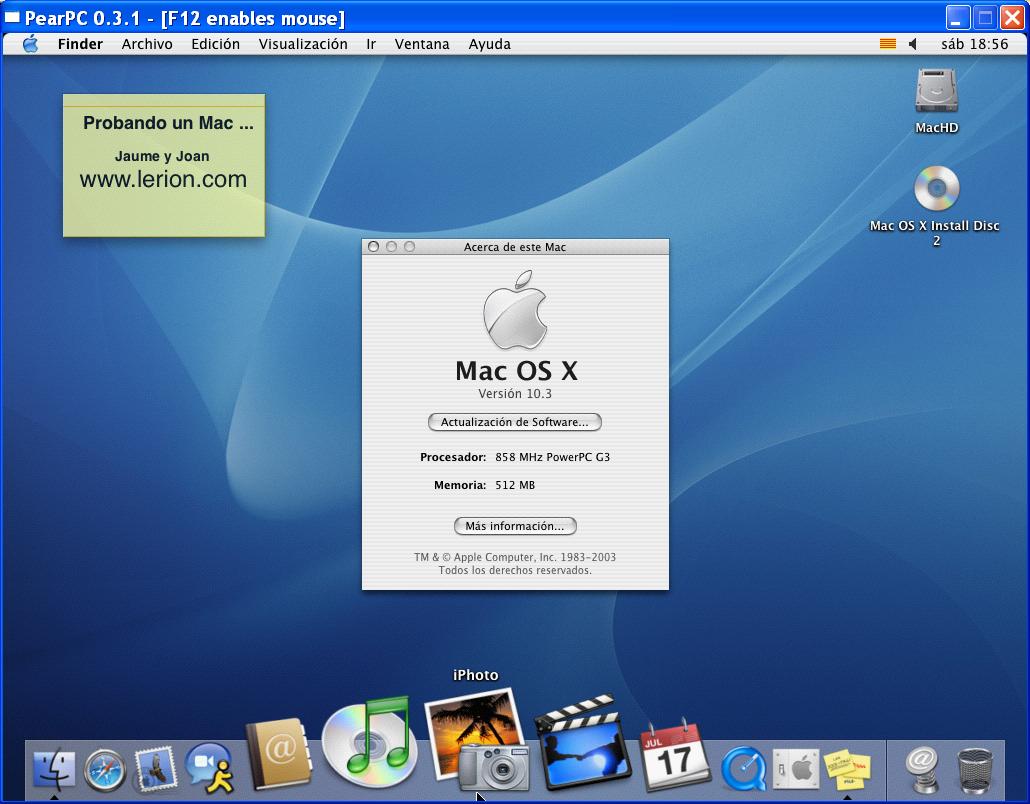 PearPC 0.3.1 - [F12 enables mouse]
Finder Archivo Edición Visualización Ir Ventana Ayuda sáb 18:56
Probando un Mac ...
Jaume y Joan
www.lerion.com
MacHD
Mac OS X Install Disc
2
Acerca de este Mac
Mac OS X
Versión 10.3
Actualización de Software...
Procesador: 858 MHz PowerPC G3
Memoria: 512 MB
Más información...
TM & © Apple Computer, Inc. 1983-2003
Todos los derechos reservados.
iPhoto
@
JUL
17
@